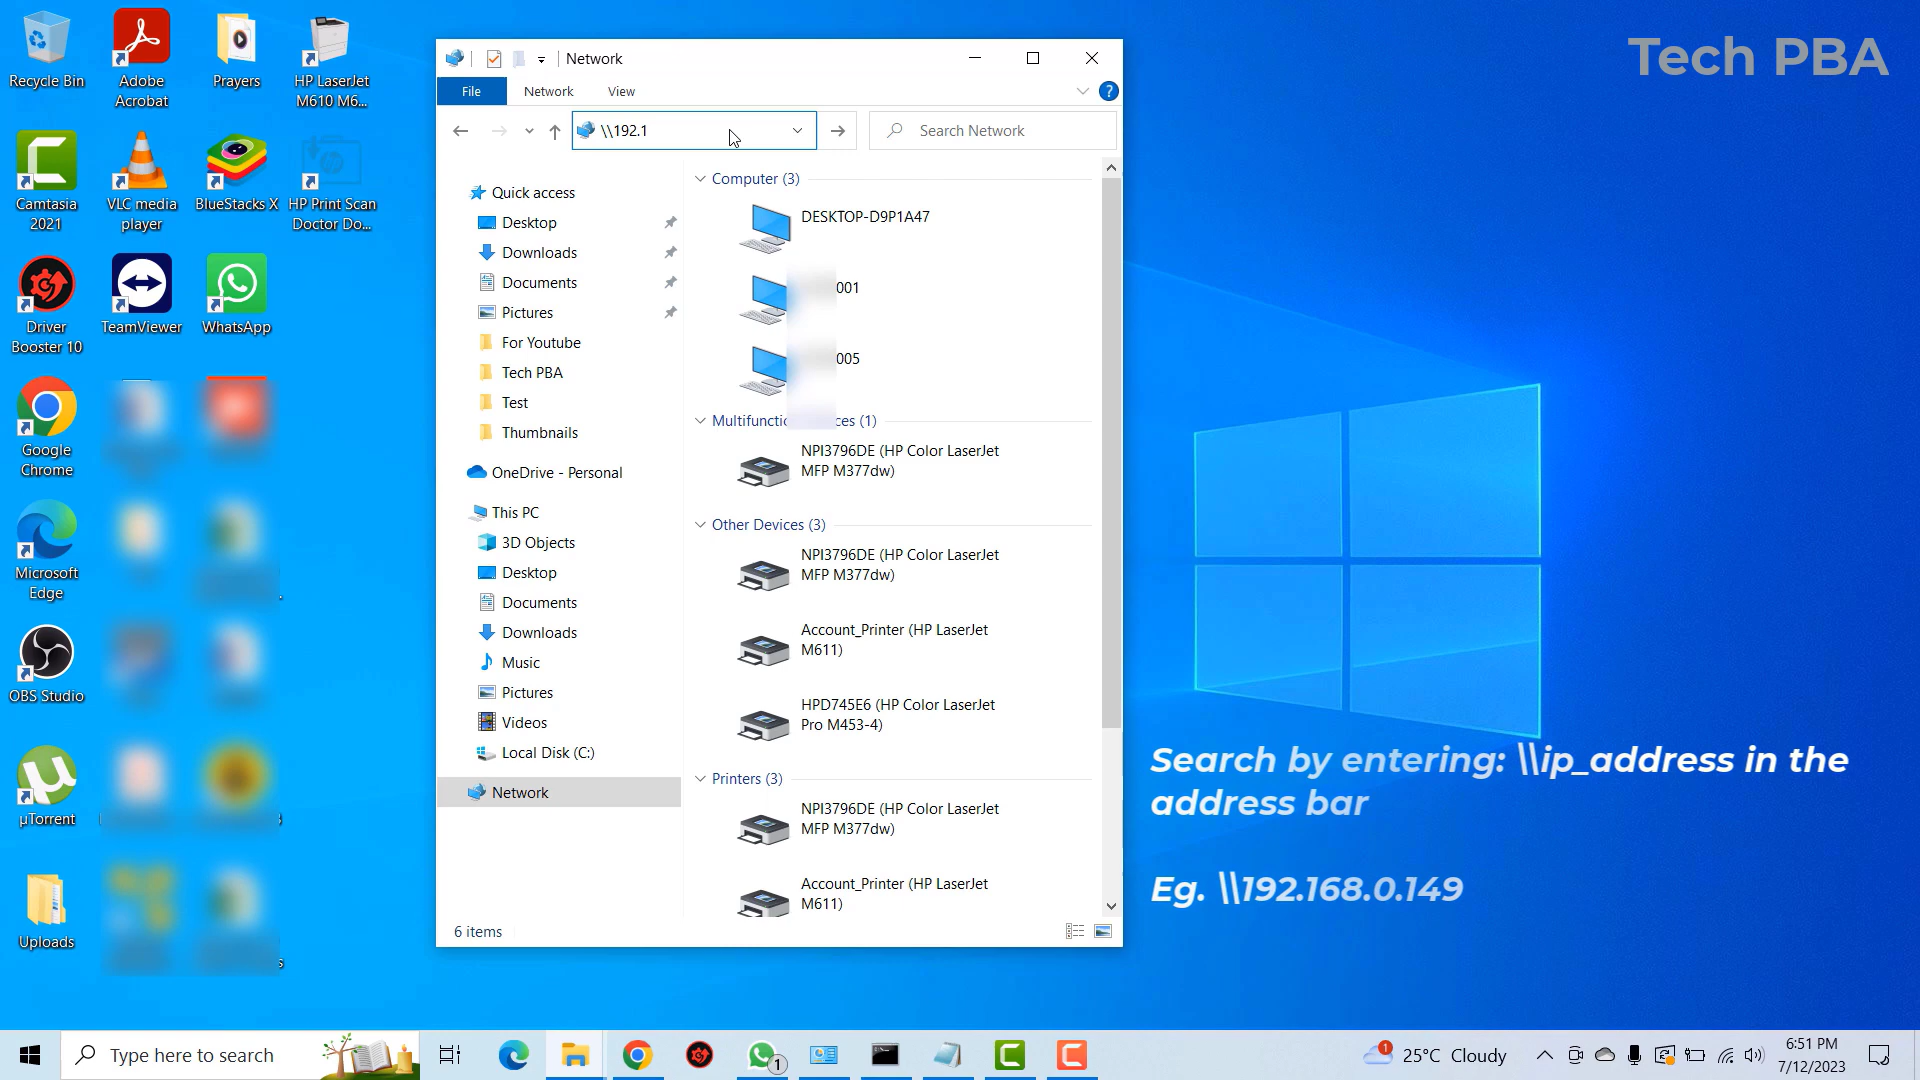 Recycle Bin
Adobe
Acrobat
Prayers
HP LaserJet
M610 M6...
Camtasia
2021
VLC media
player
BlueStacks X
HP Print Scan
Doctor Do...
Driver
Booster 10
TeamViewer
WhatsApp
Google
Chrome
Microsoft
Edge
OBS Studio
µTorrent
Uploads
Network
File
Network
View
\\192.1
Search Network
Quick access
Desktop
Downloads
Documents
Pictures
For Youtube
Tech PBA
Test
Thumbnails
OneDrive - Personal
This PC
3D Objects
Desktop
Documents
Downloads
Music
Pictures
Videos
Local Disk (C:)
Network
Computer (3)
DESKTOP-D9P1A47
001
005
(1)
NPI3796DE (HP Color LaserJet
MFP M377dw)
Other Devices (3)
NPI3796DE (HP Color LaserJet
MFP M377dw)
Account_Printer (HP LaserJet
M611)
HPD745E6 (HP Color LaserJet
Pro M453-4)
Printers (3)
NPI3796DE (HP Color LaserJet
MFP M377dw)
Account_Printer (HP LaserJet
M611)
6 items
Tech PBA
Search by entering: \\ip_address in the
address bar
Eg. \\192.168.0.149
Type here to search
1
1
25°C Cloudy
6:51 PM
7/12/2023